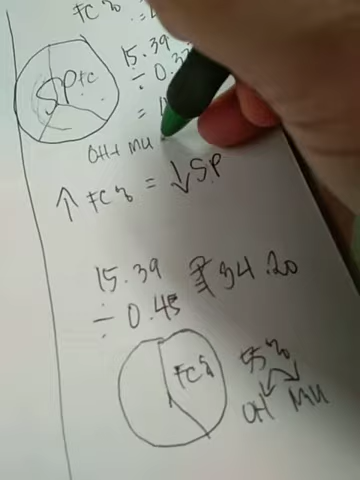 FC %
SP FC
15.39
÷ 0.3
=
OH + MU
↑ FC % = ↓ SP
15.39
÷ 0.45 34.20
FC %
55%
OH MU